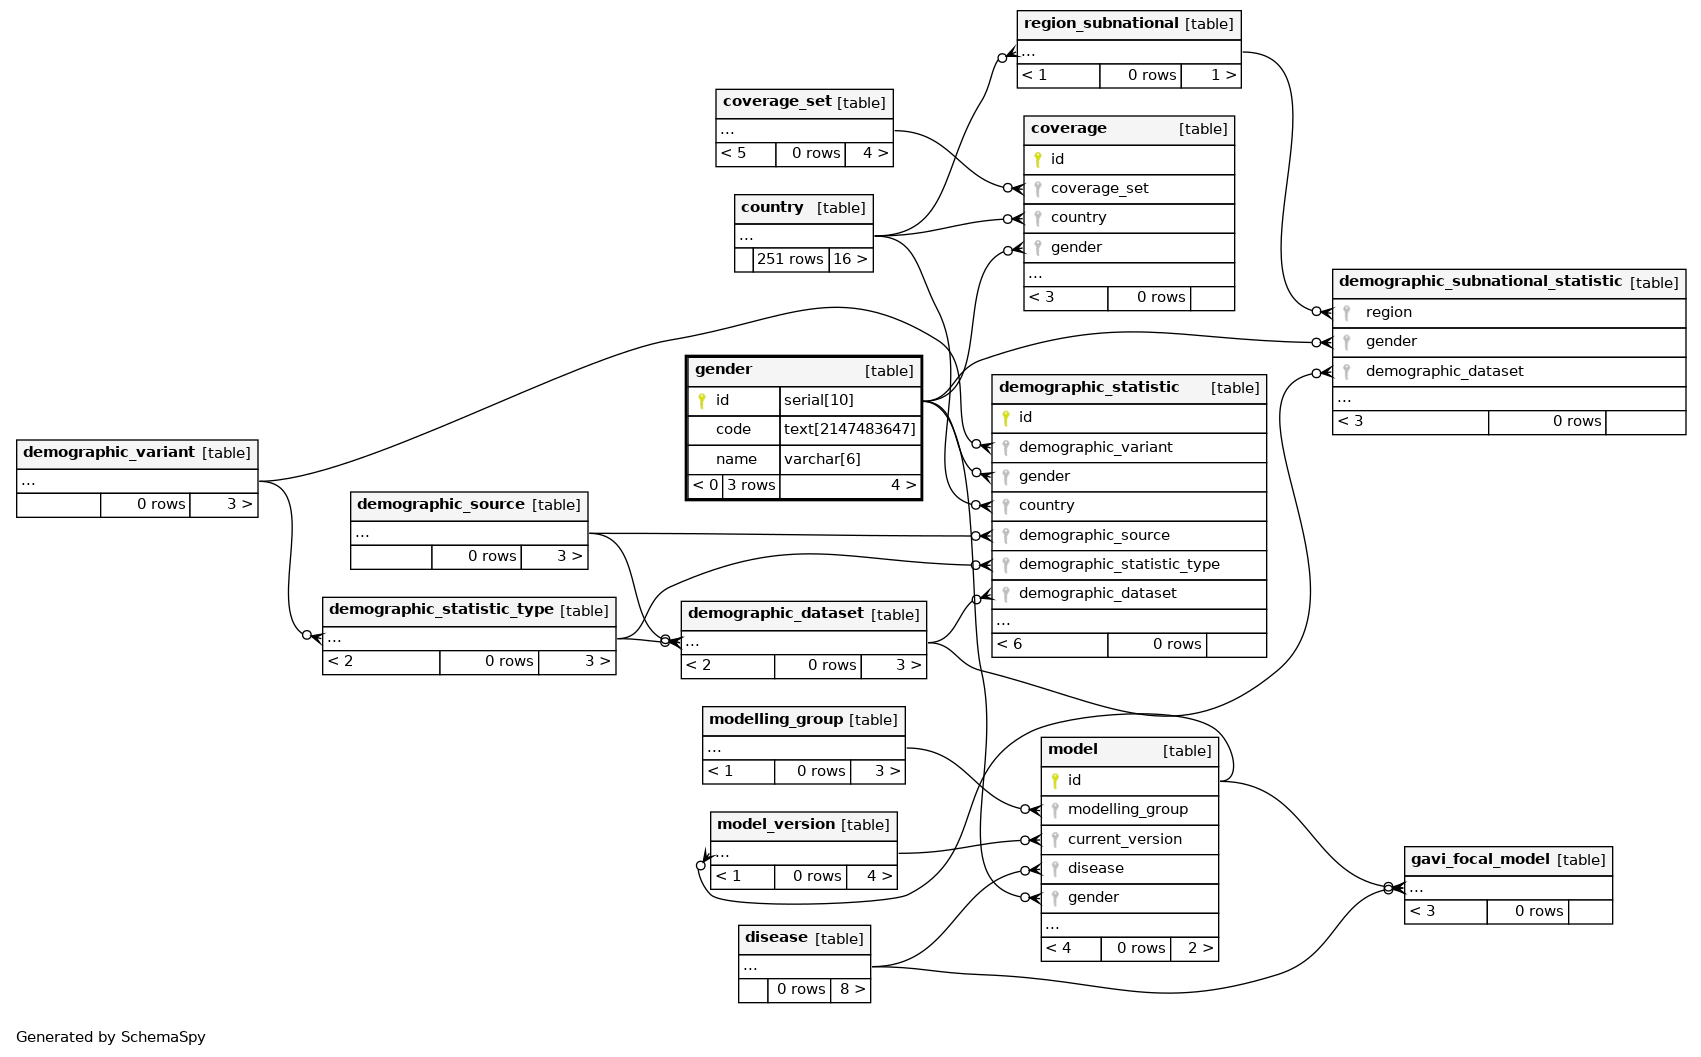 region_subnational [table]
...
< 1 0 rows 1 >
coverage_set [table]
...
< 5 0 rows 4 >
coverage [table]
id
coverage_set
country
gender
...
< 3 0 rows
country [table]
...
251 rows 16 >
demographic_subnational_statistic [table]
region
gender
demographic_dataset
...
< 3 0 rows
gender [table]
id serial[10]
code text[2147483647]
name varchar[6]
< 0 3 rows 4 >
demographic_statistic [table]
id
demographic_variant
gender
country
demographic_source
demographic_statistic_type
demographic_dataset
...
< 6 0 rows
demographic_variant [table]
...
0 rows 3 >
demographic_source [table]
...
0 rows 3 >
demographic_statistic_type [table]
...
< 2 0 rows 3 >
demographic_dataset [table]
...
< 2 0 rows 3 >
modelling_group [table]
...
< 1 0 rows 3 >
model [table]
id
modelling_group
current_version
disease
gender
...
< 4 0 rows 2 >
model_version [table]
...
< 1 0 rows 4 >
gavi_focal_model [table]
...
< 3 0 rows
disease [table]
...
0 rows 8 >
Generated by SchemaSpy